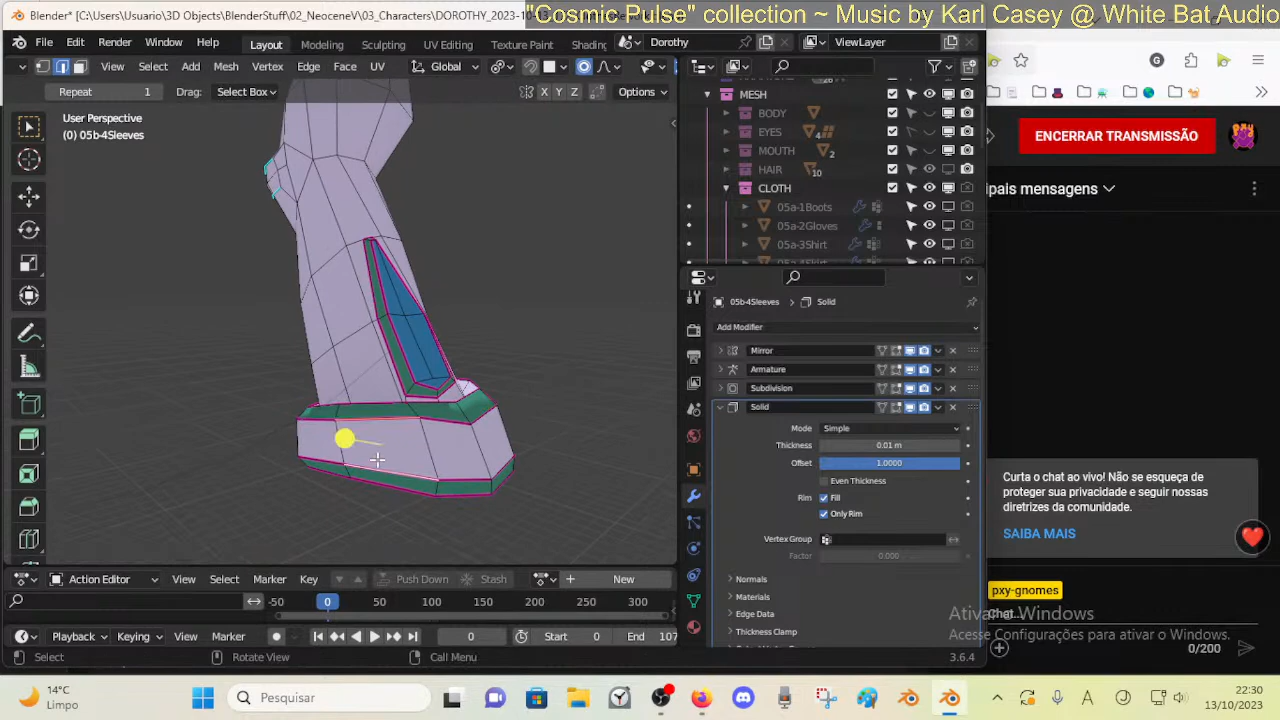 "Cosmic Pulse" collection ~ Music by Karl Casey @ White Bat Audio
Blender* [C:\Users\Usuario\3D Objects\BlenderStuff\02_NeoceneV\03_Characters\DOROTHY_2023-10-
File Edit Render Window Help
Layout Modeling Sculpting UV Editing Texture Paint Shading
Dorothy
ViewLayer
View Select Add Mesh Vertex Edge Face UV
Global
Repeat 1 Drag: Select Box
X Y Z
Options
User Perspective
(0) 05b-4Sleeves
MESH
BODY
EYES 4
MOUTH 2
HAIR 10
CLOTH
05a-1Boots
05a-2Gloves
05a-3Shirt
05b-4Sleeves Solid
Add Modifier
Mirror
Armature
Subdivision
Solid
Mode Simple
Thickness 0.01 m
Offset 1.0000
Even Thickness
Rim Fill
Only Rim
Vertex Group
Factor 0.000
Normals
Materials
Edge Data
Thickness Clamp
Action Editor View Select Marker Key Push Down Stash New
-50 0 50 100 150 200 250 300
Playback Keying View Marker 0 Start 0 End 107
Select Rotate View Call Menu 3.6.4
ENCERRAR TRANSMISSÃO
ipais mensagens
Curta o chat ao vivo! Não se esqueça de
proteger sua privacidade e seguir nossas
diretrizes da comunidade.
SAIBA MAIS
pxy-gnomes
Chat...
Ativar o Windows
Acesse Configurações para ativar o Windows.
0/200
14°C
Limpo
Pesquisar
22:30
13/10/2023